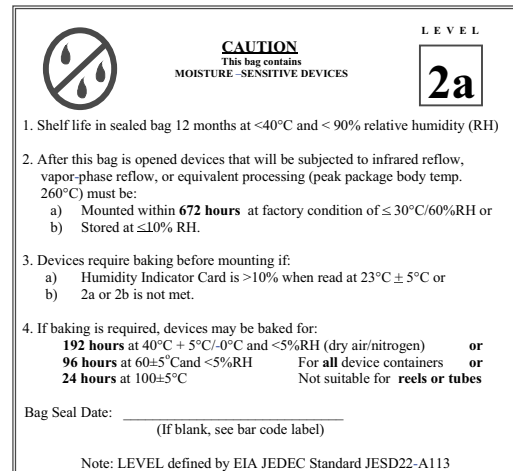 LEVEL
CAUTION
This bag contains
MOISTURE –SENSITIVE DEVICES
2a
1. Shelf life in sealed bag 12 months at <40°C and < 90% relative humidity (RH)
2. After this bag is opened devices that will be subjected to infrared reflow,
vapor-phase reflow, or equivalent processing (peak package body temp.
260°C) must be:
a) Mounted within 672 hours at factory condition of ≤ 30°C/60%RH or
b) Stored at ≤10% RH.
3. Devices require baking before mounting if:
a) Humidity Indicator Card is >10% when read at 23°C ± 5°C or
b) 2a or 2b is not met.
4. If baking is required, devices may be baked for:
192 hours at 40°C + 5°C/-0°C and <5%RH (dry air/nitrogen) or
96 hours at 60±5°Cand <5%RH For all device containers or
24 hours at 100±5°C Not suitable for reels or tubes
Bag Seal Date: ______________________________
(If blank, see bar code label)
Note: LEVEL defined by EIA JEDEC Standard JESD22-A113